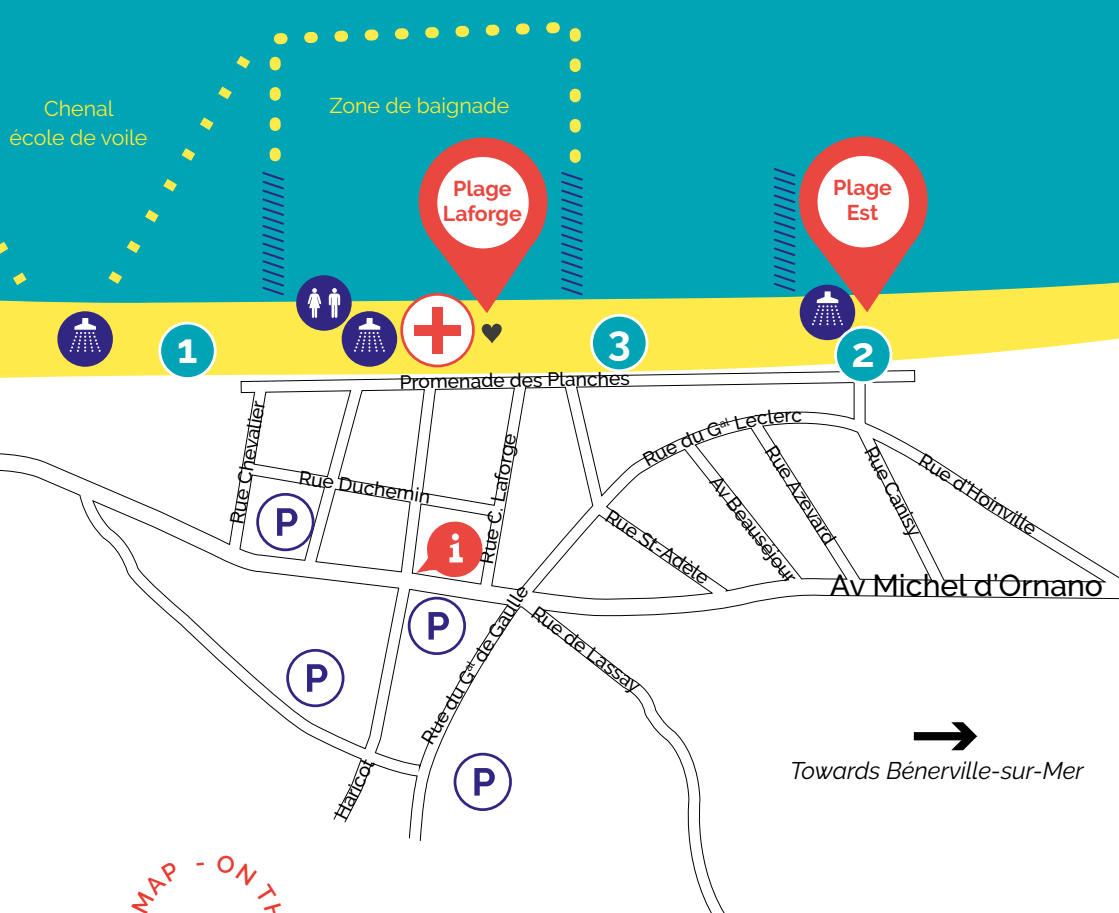 Chenal
école de voile
Zone de baignade
Plage
Laforge
Plage
Est
1
3
2
Promenade des Planches
Rue Chevalier
Rue Duchemin
Rue C. Laforge
Rue du Gal Leclerc
Rue Azévard
Av Beauséjour
Rue Canisy
Rue d'Hoinville
Rue St-Adèle
P
i
Av Michel d'Ornano
P
Rue du Gal de Gaulle
Rue de Lassay
P
P
Haricot
Towards Bénerville-sur-Mer
MAP - ON TH